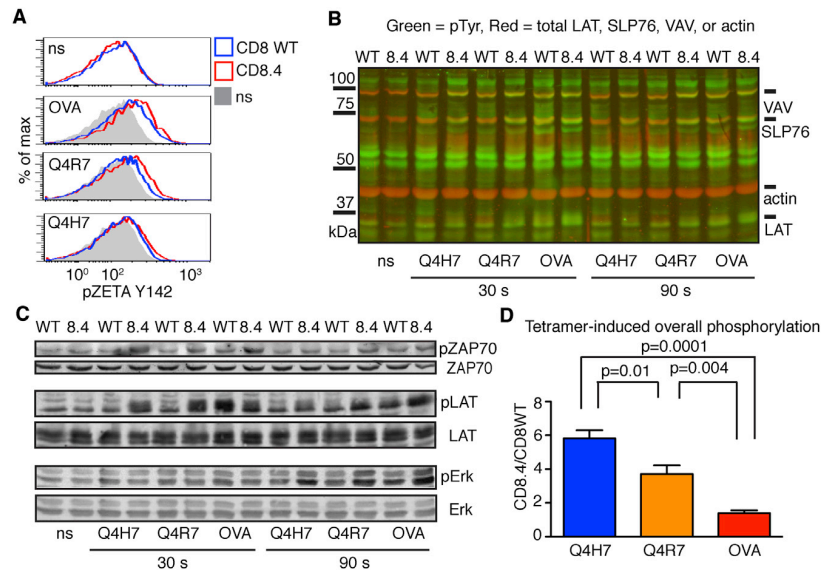 A
ns
OVA
Q4R7
Q4H7
% of max
10⁰ 10² 10³
pZETA Y142
CD8 WT
CD8.4
ns
B
Green = pTyr, Red = total LAT, SLP76, VAV, or actin
WT 8.4 WT 8.4 WT 8.4 WT 8.4 WT 8.4 WT 8.4 WT 8.4
100
75
50
37
kDa
VAV
SLP76
actin
LAT
ns Q4H7 Q4R7 OVA Q4H7 Q4R7 OVA
30 s 90 s
C
WT 8.4 WT 8.4 WT 8.4 WT 8.4 WT 8.4 WT 8.4 WT 8.4
pZAP70
ZAP70
pLAT
LAT
pErk
Erk
ns Q4H7 Q4R7 OVA Q4H7 Q4R7 OVA
30 s 90 s
D
Tetramer-induced overall phosphorylation
p=0.0001
p=0.01 p=0.004
CD8.4/CD8WT
8
6
4
2
0
Q4H7 Q4R7 OVA